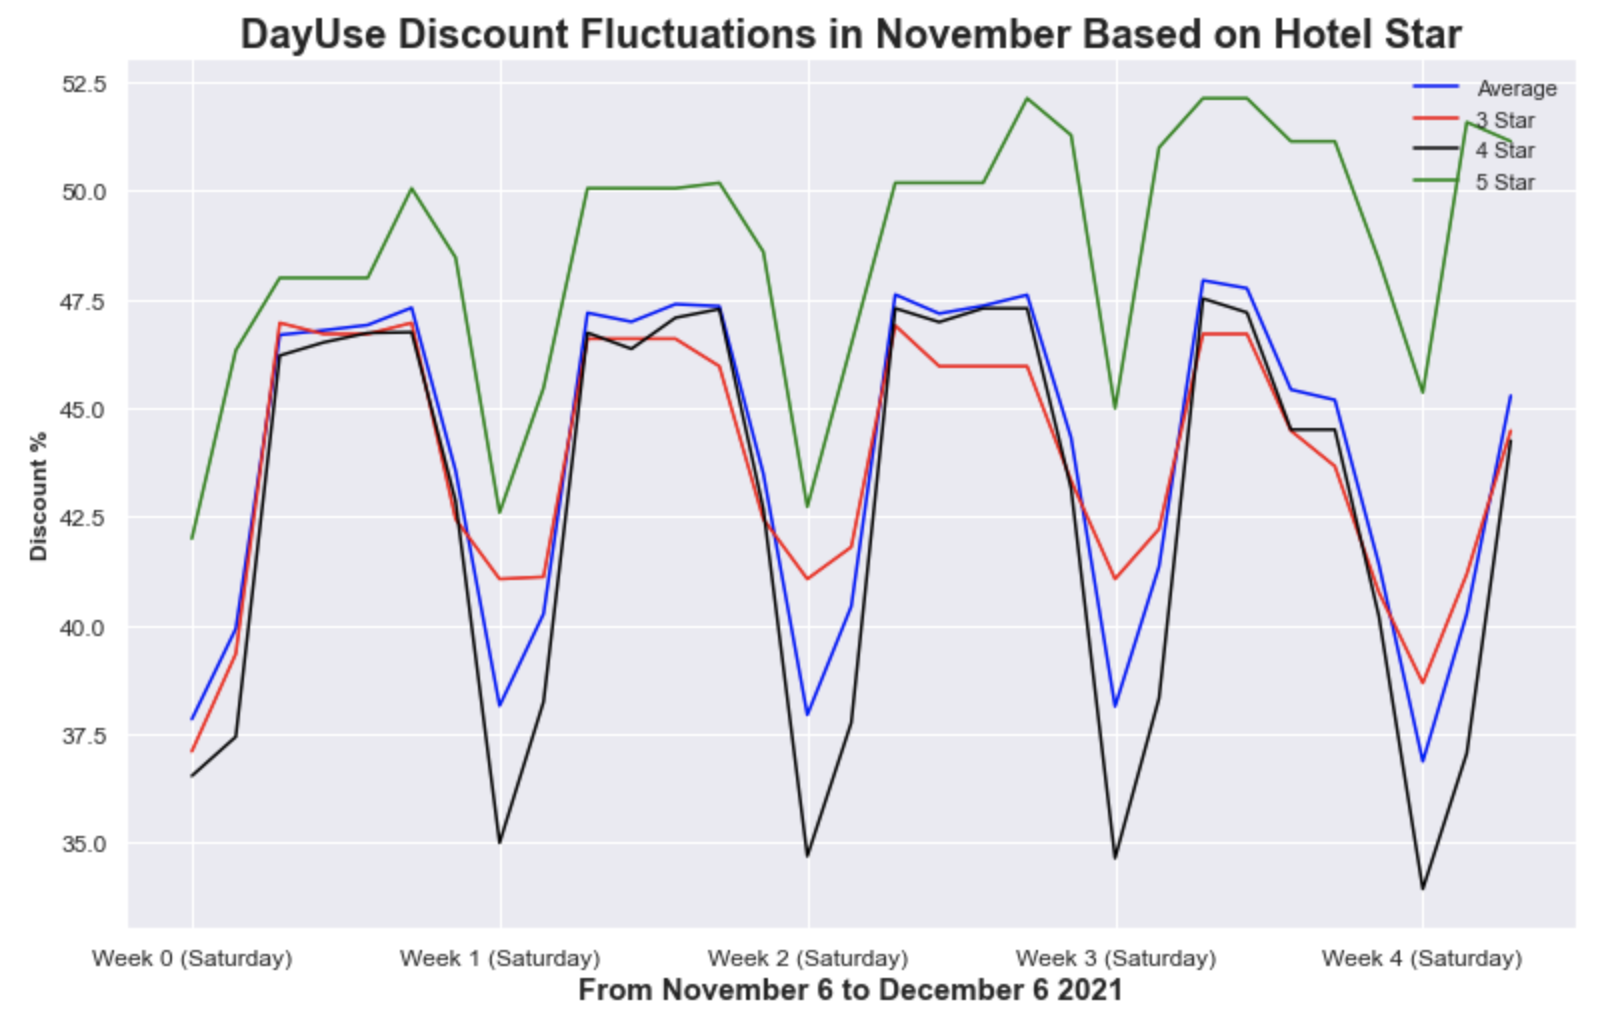 DayUse Discount Fluctuations in November Based on Hotel Star
52.5
50.0
47.5
45.0
42.5
40.0
37.5
35.0
Discount %
Average
3 Star
4 Star
5 Star
Week 0 (Saturday)
Week 1 (Saturday)
Week 2 (Saturday)
Week 3 (Saturday)
Week 4 (Saturday)
From November 6 to December 6 2021